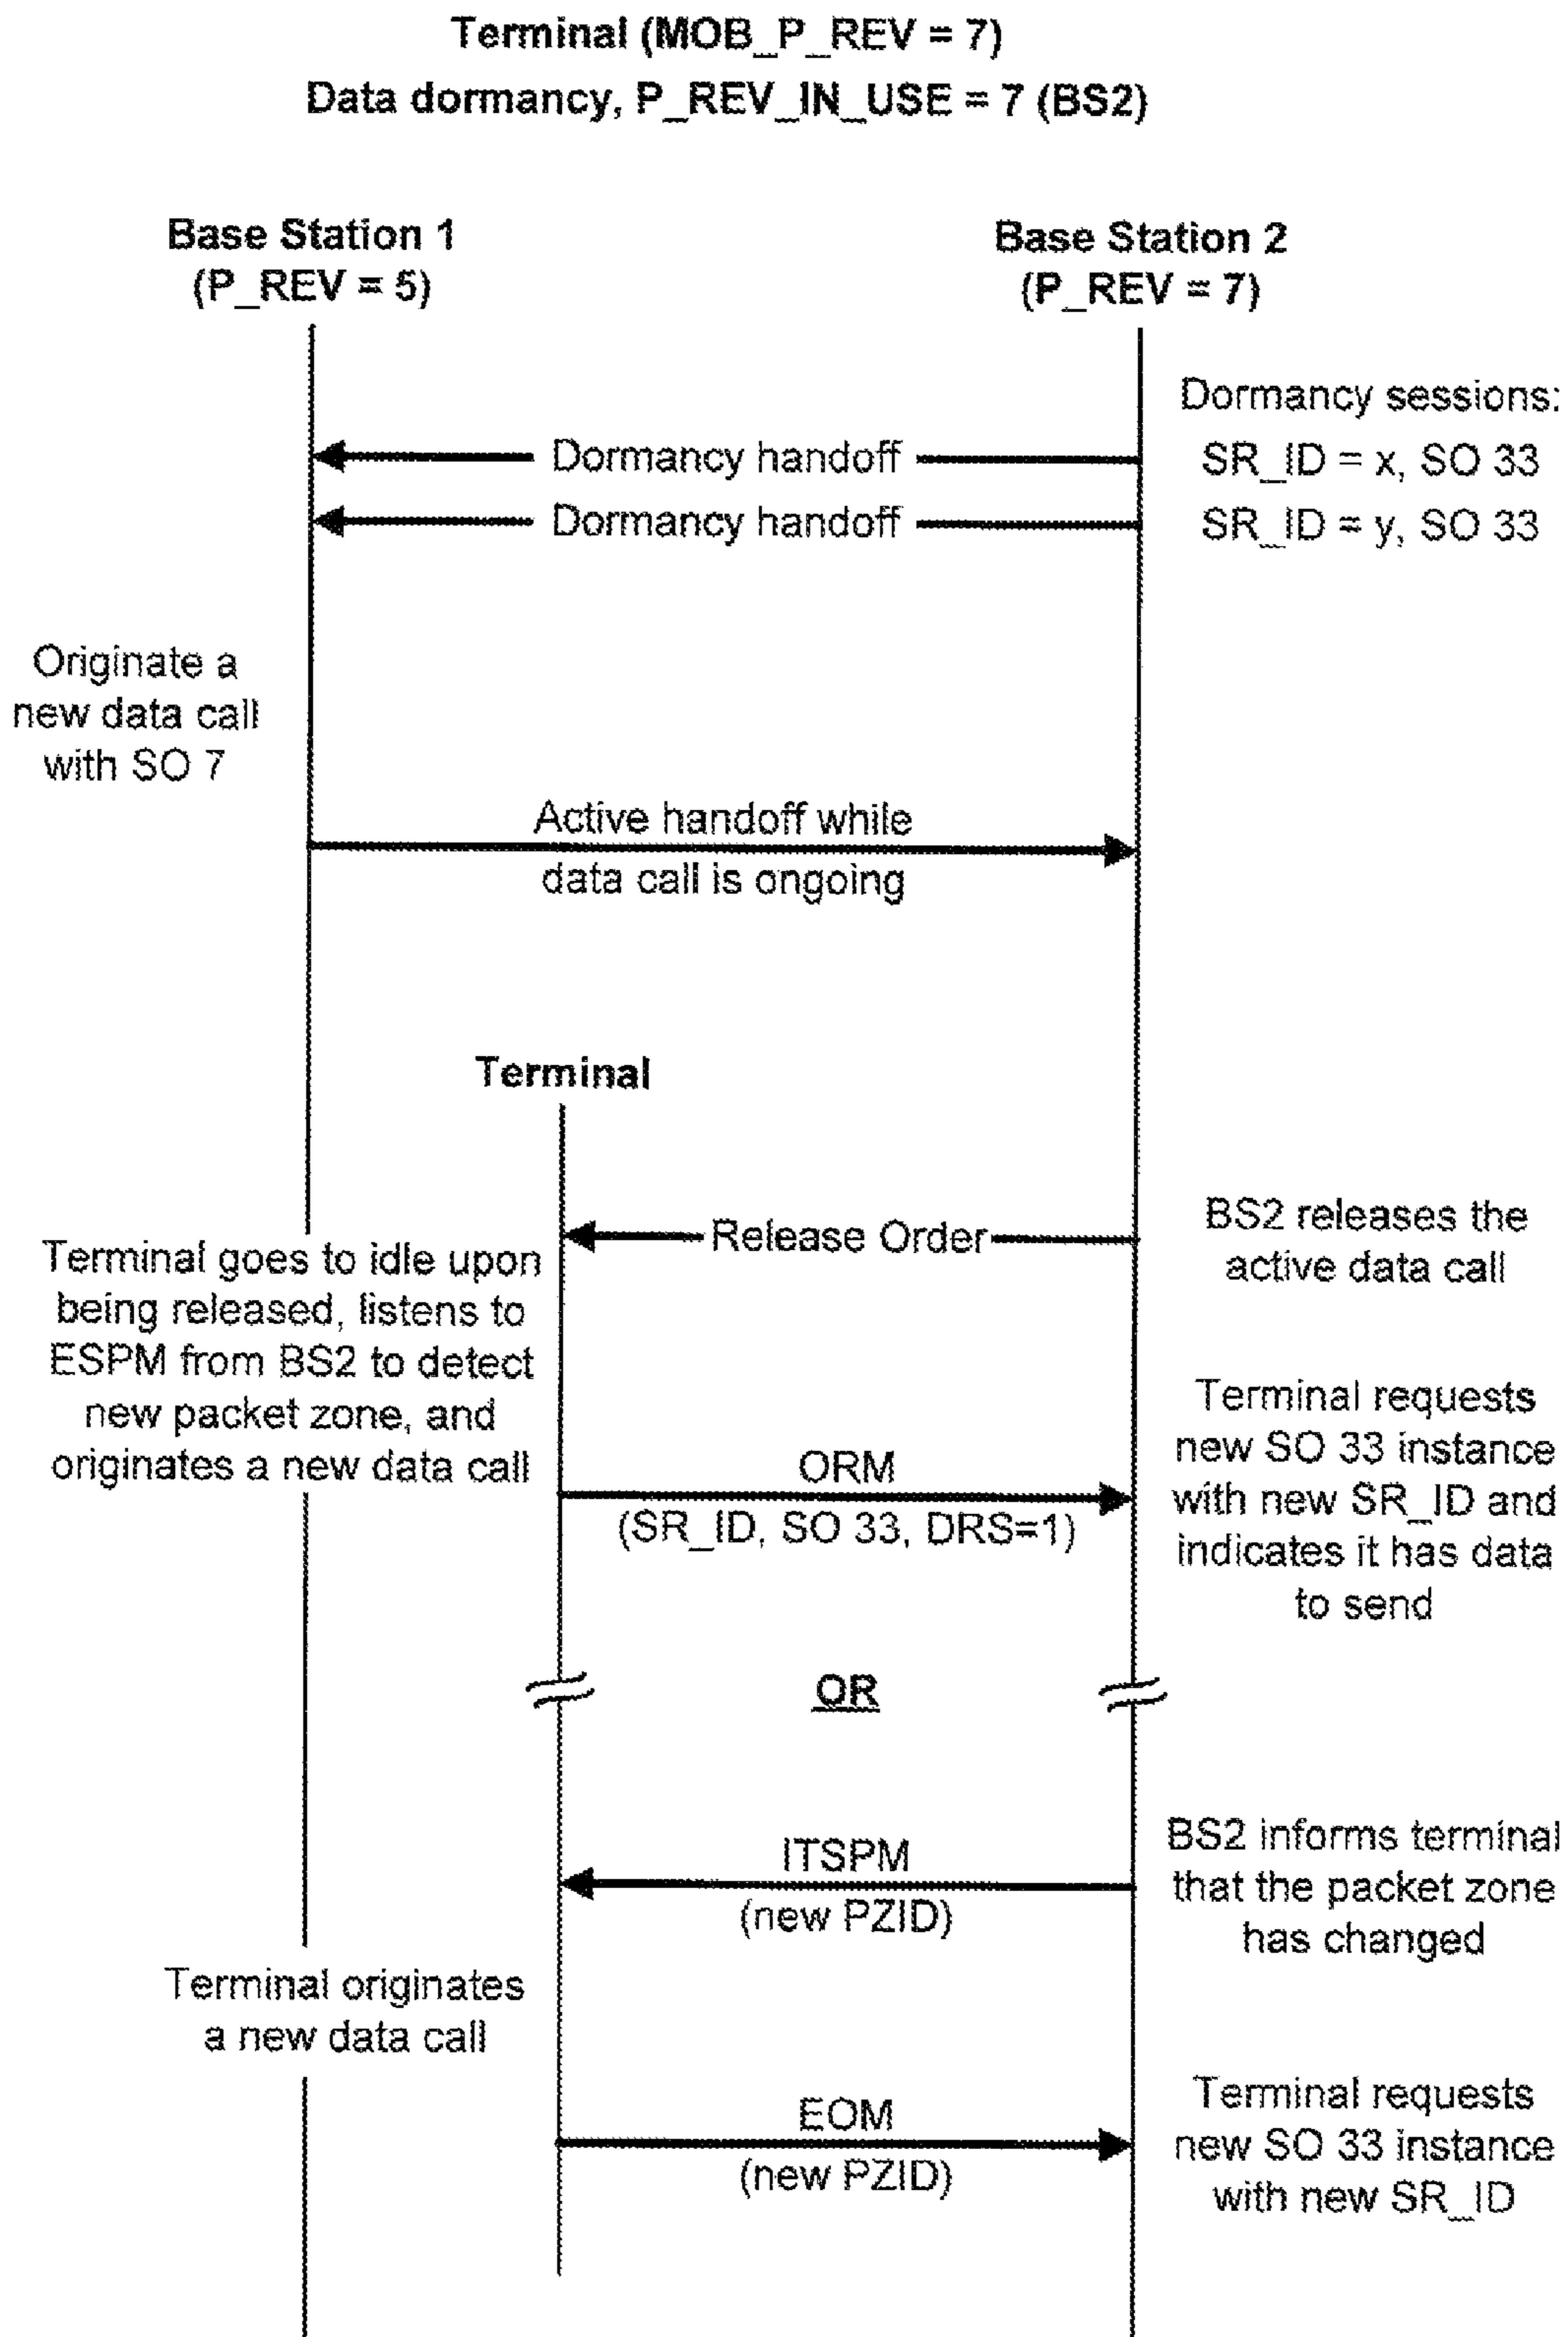 Terminal (MOB_P_REV = 7)
Data dormancy, P_REV_IN_USE = 7 (BS2)
Base Station 1
(P_REV = 5)
Base Station 2
(P_REV = 7)
Dormancy sessions:
Dormancy handoff
SR_ID = x, SO 33
Dormancy handoff
SR_ID = y, SO 33
Originate a
new data call
with SO 7
Active handoff while
data call is ongoing
Terminal
Release Order
BS2 releases the
active data call
Terminal goes to idle upon
being released, listens to
ESPM from BS2 to detect
new packet zone, and
originates a new data call
ORM
(SR_ID, SO 33, DRS=1)
Terminal requests
new SO 33 instance
with new SR_ID and
indicates it has data
to send
OR
ITSPM
(new PZID)
BS2 informs terminal
that the packet zone
has changed
Terminal originates
a new data call
EOM
(new PZID)
Terminal requests
new SO 33 instance
with new SR_ID